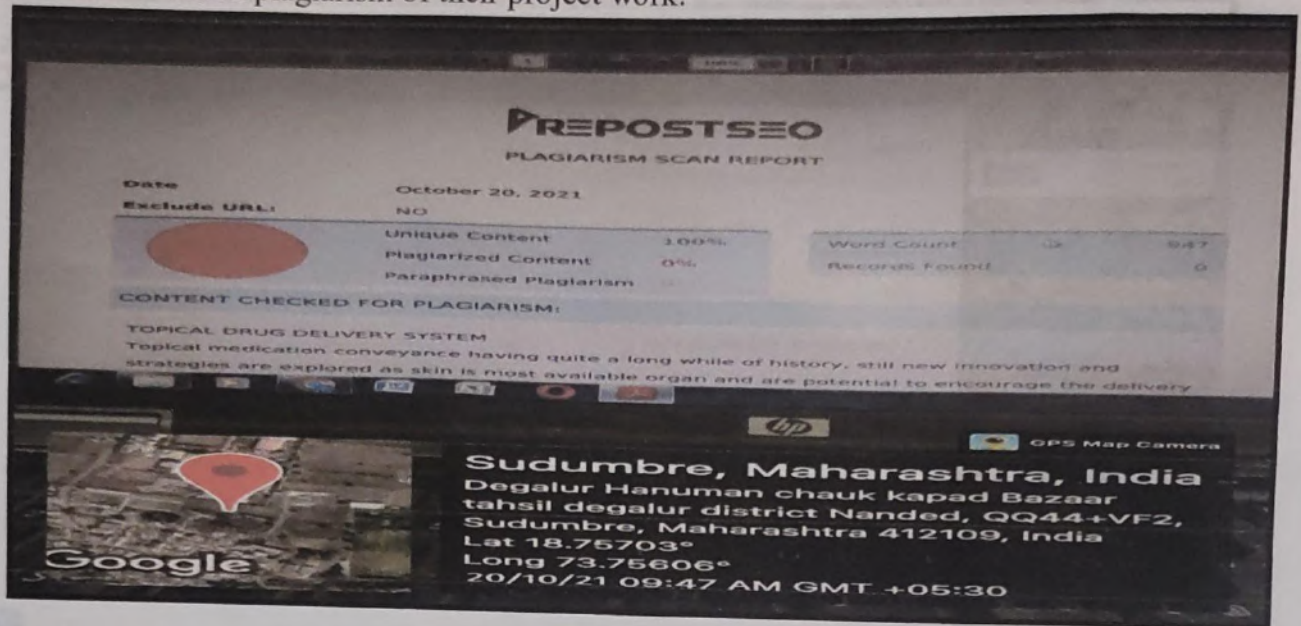 plagiarism of their project work.
PREPOSTSEO
PLAGIARISM SCAN REPORT
Date October 20, 2021
Exclude URL: NO
Unique Content 100% Word Count 947
Plagiarized Content 0% Records Found
Paraphrased Plagiarism
CONTENT CHECKED FOR PLAGIARISM:
TOPICAL DRUG DELIVERY SYSTEM
Topical medication conveyance having quite a long while of history, still new innovation and
strategies are explored as skin is most available organ and are potential to encourage the delivery
hp
GPS Map Camera
Sudumbre, Maharashtra, India
Degalur Hanuman chauk kapad Bazaar
tahsil degalur district Nanded, QQ44+VF2,
Sudumbre, Maharashtra 412109, India
Lat 18.75703°
Long 73.75606°
20/10/21 09:47 AM GMT +05:30
Google